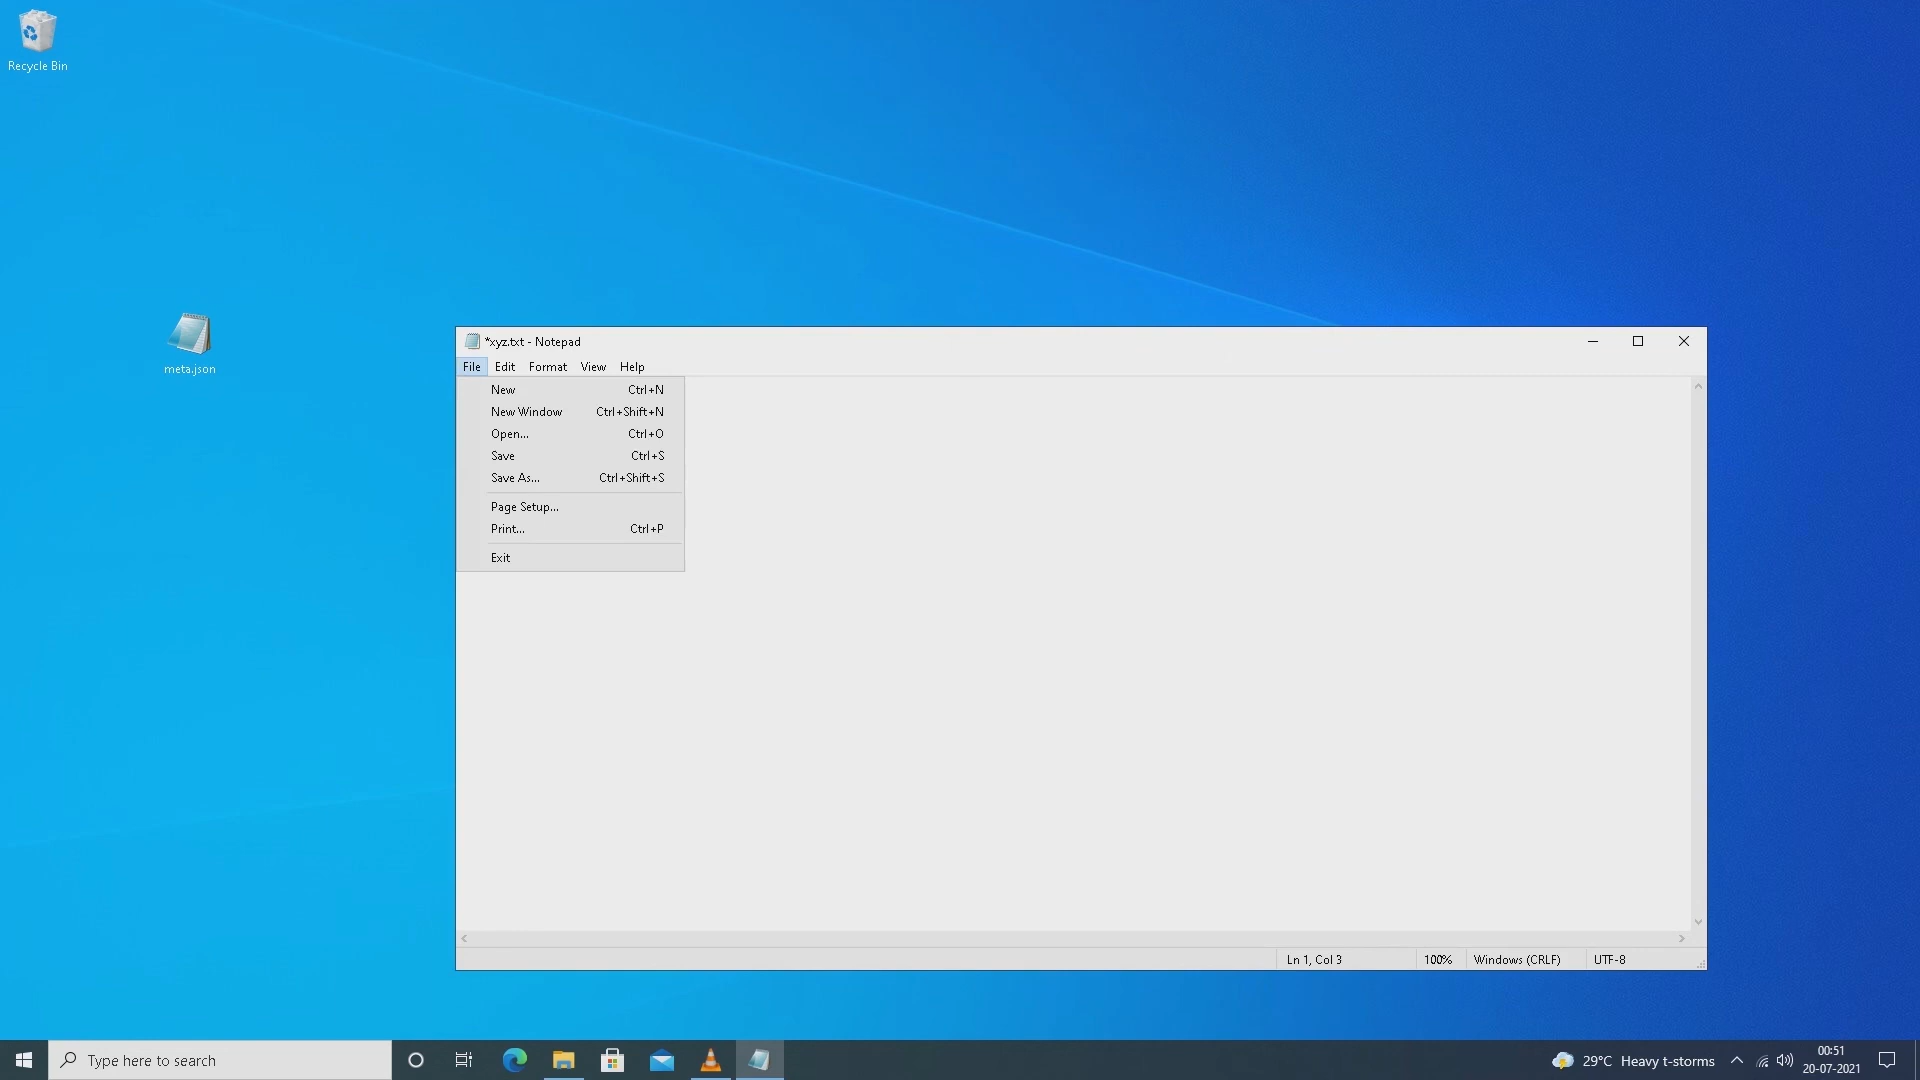 Recycle Bin
meta.json
*xyz.txt - Notepad
File Edit Format View Help
New Ctrl+N
New Window Ctrl+Shift+N
Open... Ctrl+O
Save Ctrl+S
Save As... Ctrl+Shift+S
Page Setup...
Print... Ctrl+P
Exit
Ln 1, Col 3 100% Windows (CRLF) UTF-8
Type here to search
29°C Heavy t-storms
00:51
20-07-2021